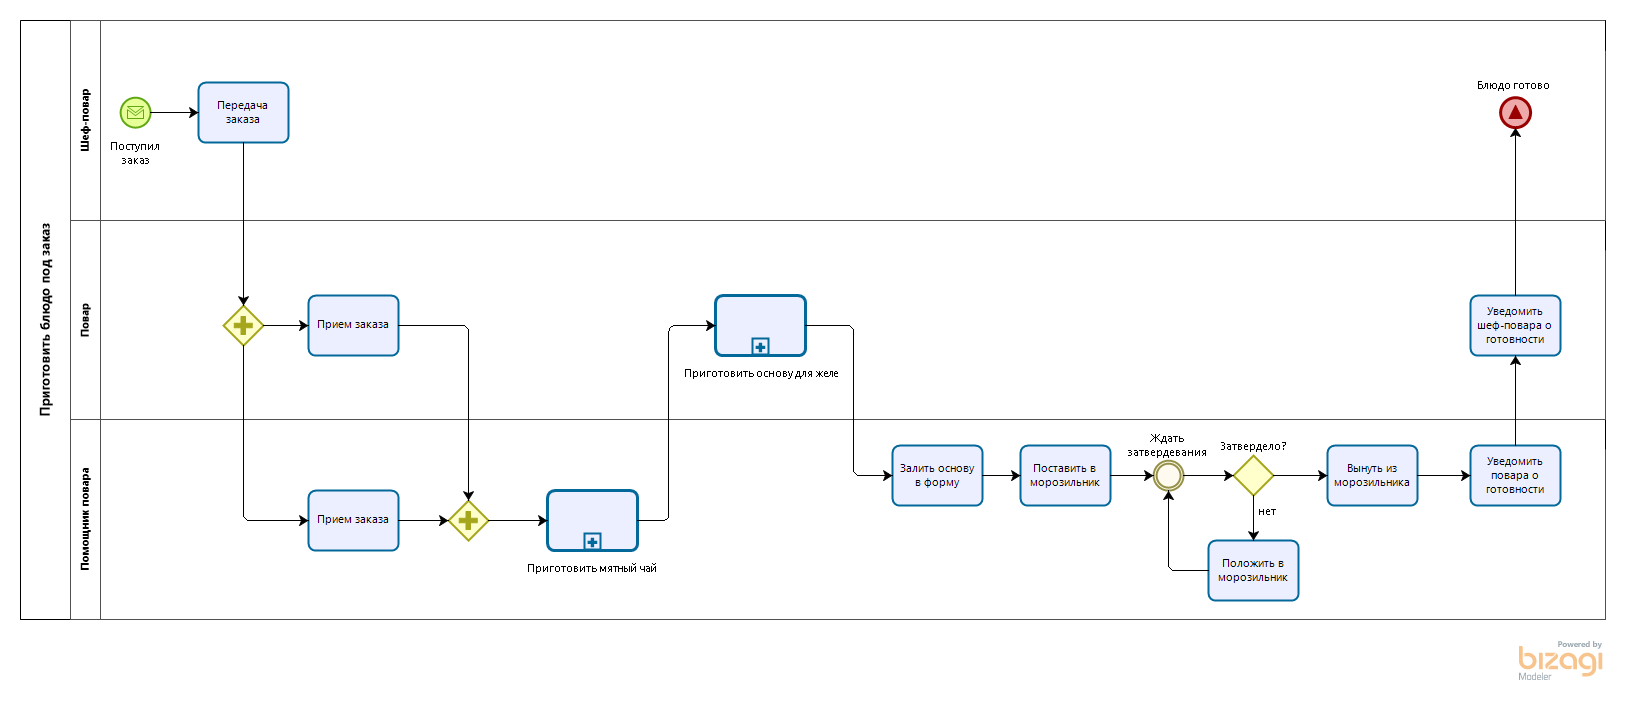 Приготовить блюдо под заказ
Шеф-повар
Поступил
заказ
Передача
заказа
Блюдо готово
Повар
Прием заказа
Приготовить основу для желе
Уведомить
шеф-повара о
готовности
Помощник повара
Прием заказа
Приготовить мятный чай
Залить основу
в форму
Поставить в
морозильник
Ждать
затвердевания
Затвердело?
нет
Положить в
морозильник
Вынуть из
морозильника
Уведомить
повара о
готовности
Powered by
bizagi
Modeler